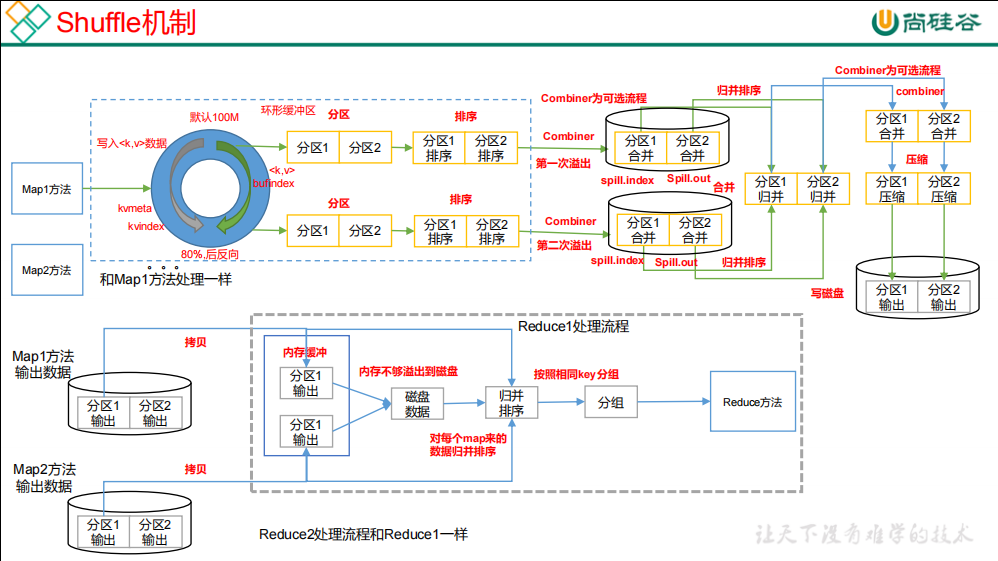 Shuffle机制
尚硅谷
Combiner为可选流程
归并排序
combiner
默认100M
环形缓冲区
分区
排序
Combiner为可选流程
分区1
合并
分区2
合并
写入<k,v>数据
分区1
分区2
分区1
排序
分区2
排序
Combiner
第一次溢出
分区1
合并
分区2
合并
压缩
Map1方法
<k,v>
bufindex
spill.index
Spill.out
合并
分区1
归并
分区2
归并
分区1
压缩
分区2
压缩
kvmeta
kvindex
分区
排序
分区1
分区2
分区1
排序
分区2
排序
Combiner
第二次溢出
分区1
合并
分区2
合并
80%,后反向
spill.index
Spill.out
归并排序
Map2方法
。。。
和Map1方法处理一样
写磁盘
分区1
输出
分区2
输出
Reduce1处理流程
拷贝
Map1方法
输出数据
内存缓冲
分区1
输出
内存不够溢出到磁盘
按照相同key分组
分区1
输出
分区2
输出
磁盘
数据
归并
排序
分组
Reduce方法
分区1
输出
对每个map来的
数据归并排序
Map2方法
输出数据
拷贝
分区1
输出
分区2
输出
Reduce2处理流程和Reduce1一样
让天下没有难学的技术